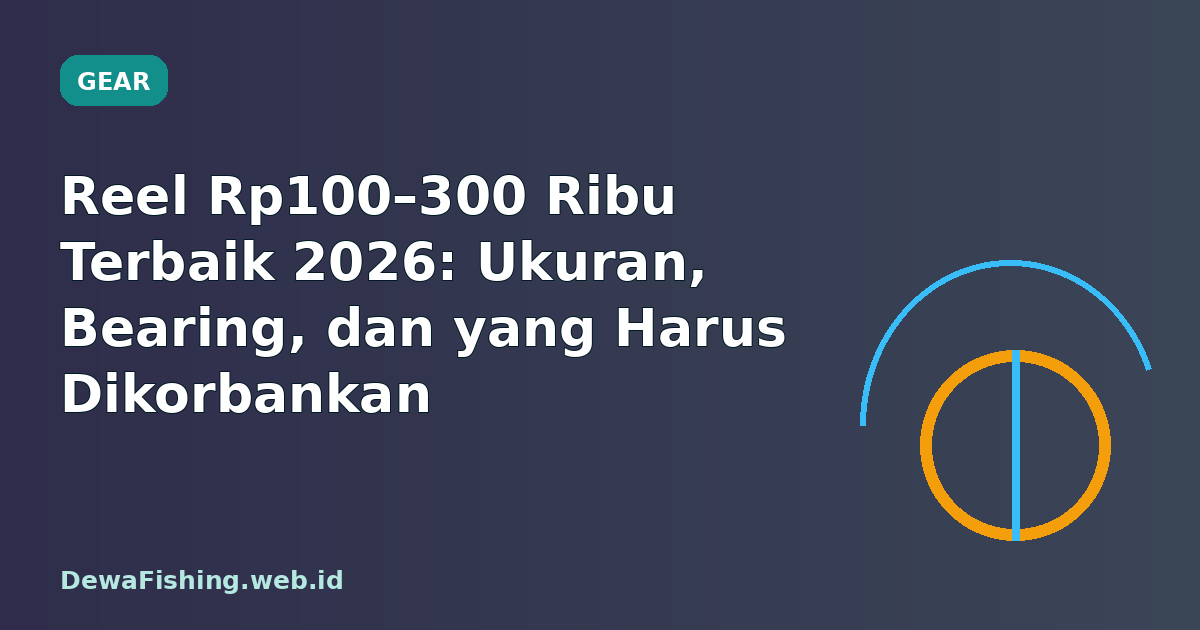 GEAR
Reel Rp100–300 Ribu
Terbaik 2026: Ukuran,
Bearing, dan yang Harus
Dikorbankan
DewaFishing.web.id